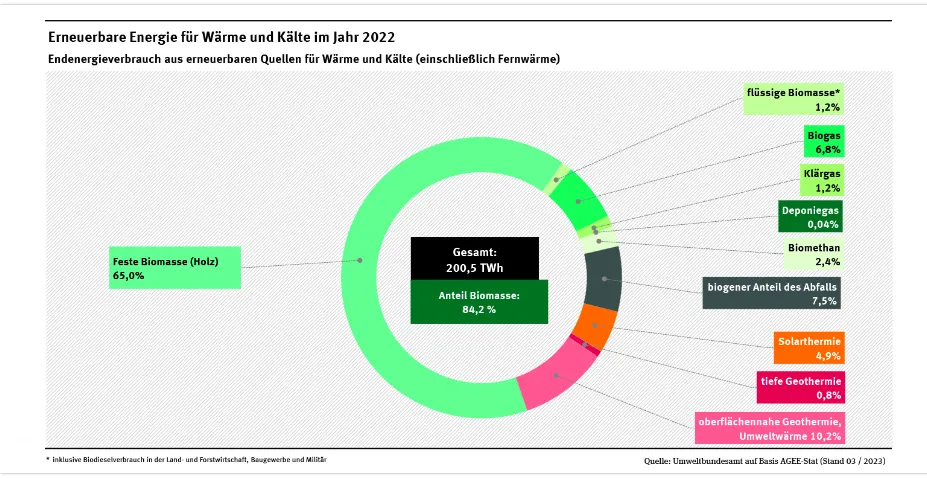 Erneuerbare Energie für Wärme und Kälte im Jahr 2022
Endenergieverbrauch aus erneuerbaren Quellen für Wärme und Kälte (einschließlich Fernwärme)
flüssige Biomasse*
1,2%
Biogas
6,8%
Klärgas
1,2%
Deponiegas
0,04%
Biomethan
2,4%
Feste Biomasse (Holz)
65,0%
Gesamt:
200,5 TWh
Anteil Biomasse:
84,2 %
biogener Anteil des Abfalls
7,5%
Solarthermie
4,9%
tiefe Geothermie
0,8%
oberflächennahe Geothermie,
Umweltwärme 10,2%
* inklusive Biodieselverbrauch in der Land- und Forstwirtschaft, Baugewerbe und Militär
Quelle: Umweltbundesamt auf Basis AGEE-Stat (Stand 03 / 2023)